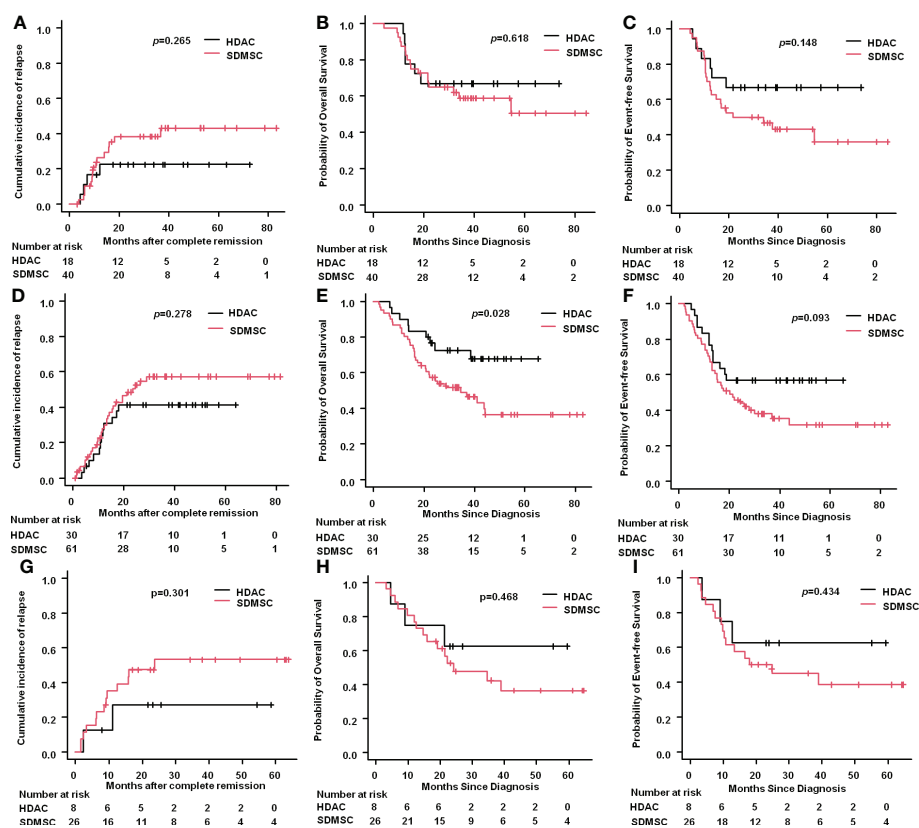 A
1.0
0.8
0.6
0.4
0.2
0.0
Cumulative incidence of relapse
p=0.265
HDAC
SDMSC
0 20 40 60 80
Months after complete remission
Number at risk
HDAC 18 12 5 2 0
SDMSC 40 20 8 4 1
B
1.0
0.8
0.6
0.4
0.2
0.0
Probability of Overall Survival
p=0.618
HDAC
SDMSC
0 20 40 60 80
Months Since Diagnosis
18 12 5 2 0
40 28 12 4 2
C
1.0
0.8
0.6
0.4
0.2
0.0
Probability of Event-free Survival
p=0.148
HDAC
SDMSC
0 20 40 60 80
Months Since Diagnosis
Number at risk
HDAC 18 12 5 2 0
SDMSC 40 20 10 4 2
D
1.0
0.8
0.6
0.4
0.2
0.0
Cumulative incidence of relapse
p=0.278
HDAC
SDMSC
0 20 40 60 80
Months after complete remission
Number at risk
HDAC 30 17 10 1 0
SDMSC 61 28 10 5 1
E
1.0
0.8
0.6
0.4
0.2
0.0
Probability of Overall Survival
p=0.028
HDAC
SDMSC
0 20 40 60 80
Months Since Diagnosis
Number at risk
HDAC 30 25 12 1 0
SDMSC 61 38 15 5 2
F
1.0
0.8
0.6
0.4
0.2
0.0
Probability of Event-free Survival
p=0.093
HDAC
SDMSC
0 20 40 60 80
Months Since Diagnosis
Number at risk
HDAC 30 17 11 1 0
SDMSC 61 30 10 5 2
G
1.0
0.8
0.6
0.4
0.2
0.0
Cumulative incidence of relapse
p=0.301
HDAC
SDMSC
0 10 20 30 40 50 60
Months after complete remission
Number at risk
HDAC 8 6 5 2 2 2 0
SDMSC 26 16 11 8 6 4 4
H
1.0
0.8
0.6
0.4
0.2
0.0
Probability of Overall Survival
p=0.468
HDAC
SDMSC
0 10 20 30 40 50 60
Months Since Diagnosis
Number at risk
HDAC 8 6 6 2 2 2 0
SDMSC 26 21 15 9 6 5 4
I
1.0
0.8
0.6
0.4
0.2
0.0
Probability of Event-free Survival
p=0.434
HDAC
SDMSC
0 10 20 30 40 50 60
Months Since Diagnosis
Number at risk
HDAC 8 6 5 2 2 2 0
SDMSC 26 18 12 8 6 5 4